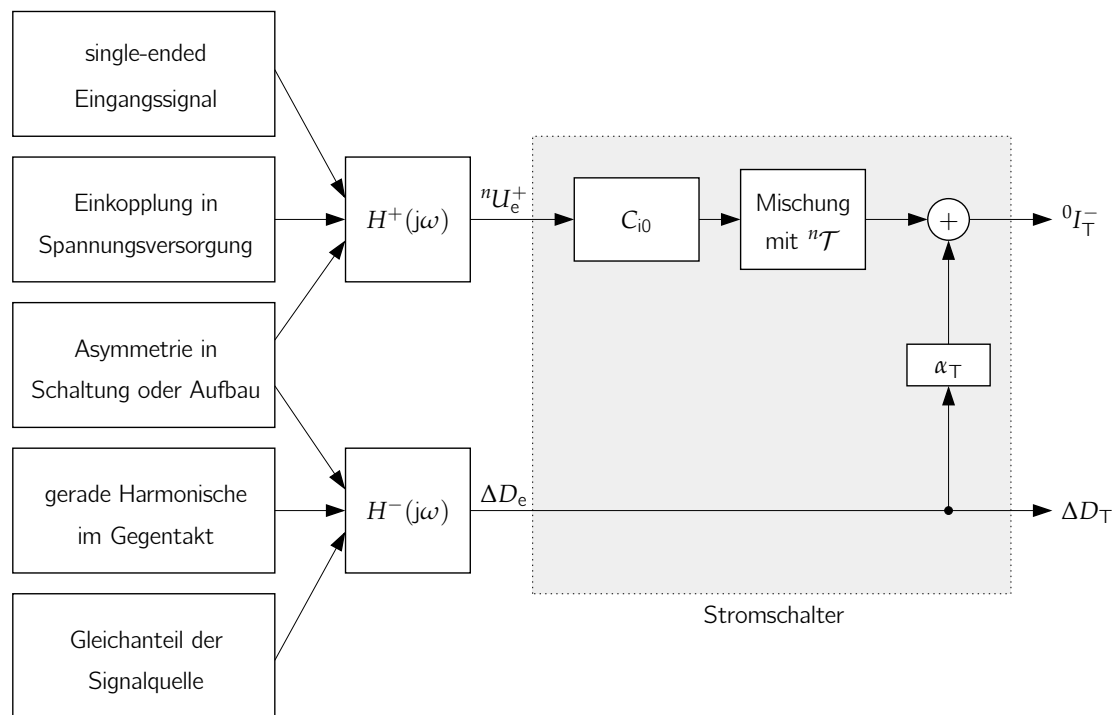 single-ended
Eingangssignal
Einkopplung in
Spannungsversorgung
Asymmetrie in
Schaltung oder Aufbau
gerade Harmonische
im Gegentakt
Gleichanteil der
Signalquelle
H⁺(jω)
H⁻(jω)
ⁿU⁺ₑ
ΔDₑ
C_i0
Mischung
mit ⁿ𝒯
+
α_T
⁰I⁻_T
ΔD_T
Stromschalter